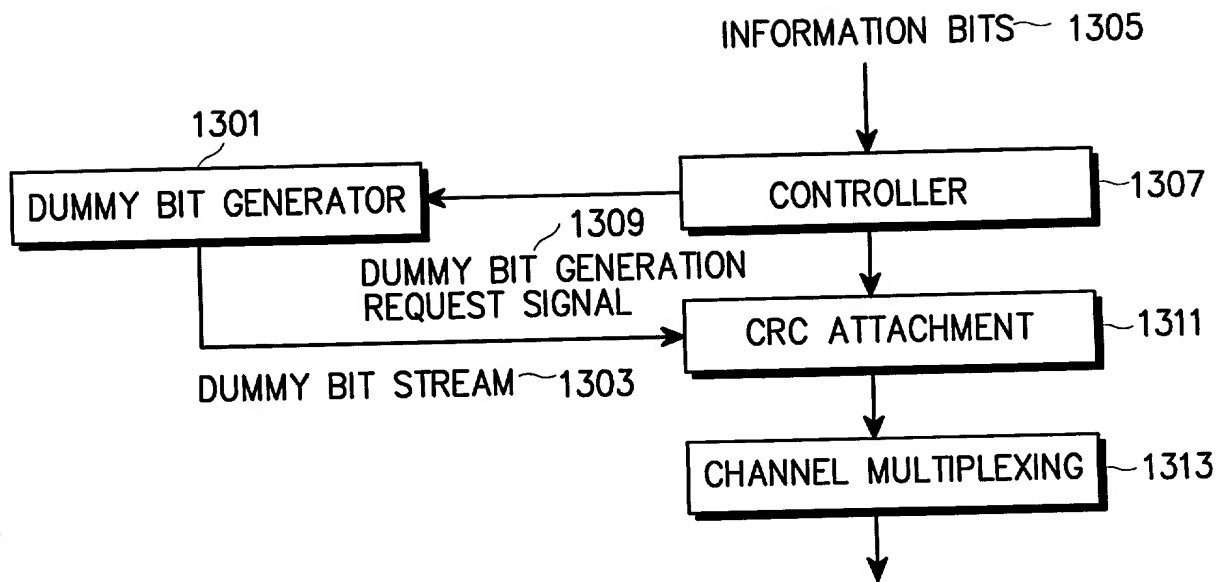 INFORMATION BITS 1305
1301
DUMMY BIT GENERATOR
CONTROLLER
1307
1309
DUMMY BIT GENERATION
REQUEST SIGNAL
CRC ATTACHMENT
1311
DUMMY BIT STREAM 1303
CHANNEL MULTIPLEXING
1313